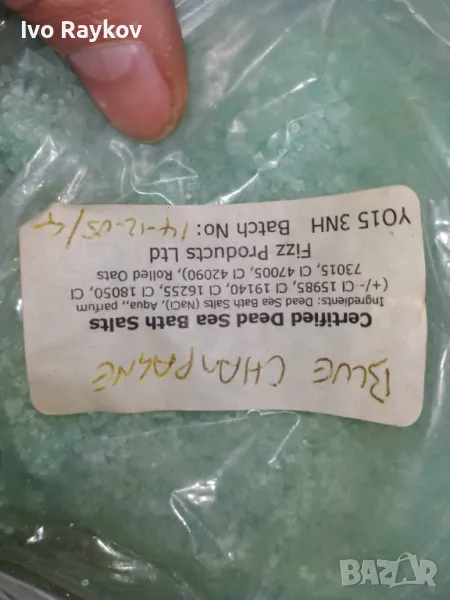 Ivo Raykov
BLUE CHAMPAGNE
Certified Dead Sea Bath Salts
Ingredients: Dead Sea Bath Salts (NaCl), Aqua,, parfum
(+/- CI 15985, CI 19140, CI 16255, CI 18050, CI
73015, CI 47005, CI 42090), Rolled Oats
Fizz Products Ltd
YO15 3NH Batch No: 14-12-05/4
BAZAR